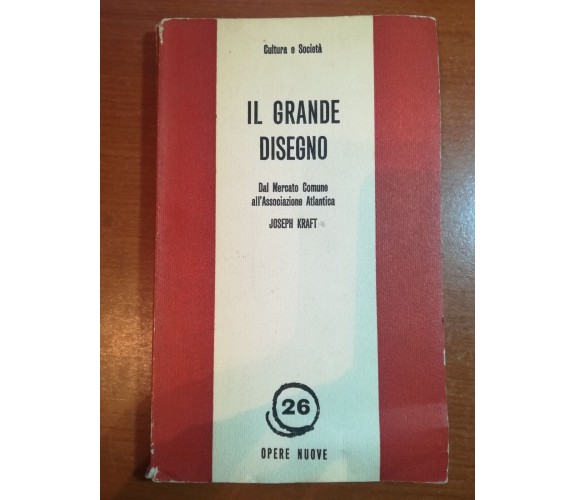 Cultura e Società
IL GRANDE
DISEGNO
Dal Mercato Comune
all'Associazione Atlantica
JOSEPH KRAFT
26
OPERE NUOVE